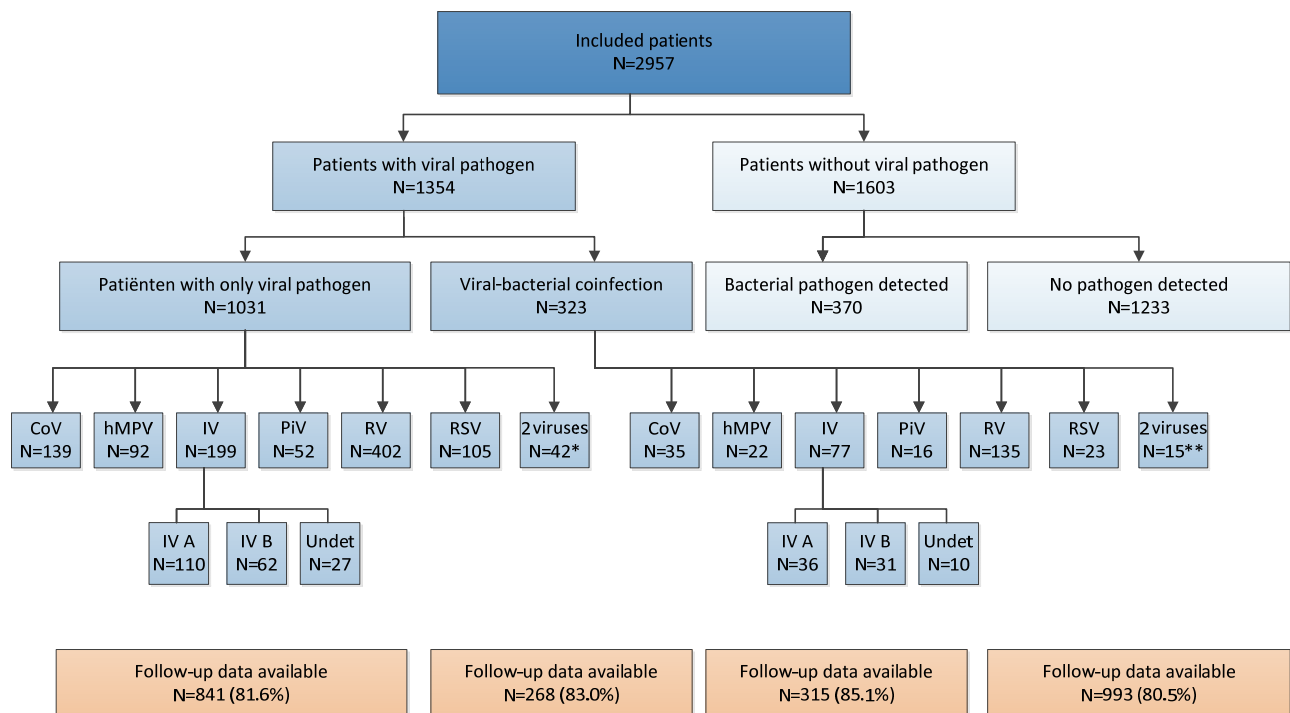 Included patients
N=2957
Patients with viral pathogen
N=1354
Patients without viral pathogen
N=1603
Patiënten with only viral pathogen
N=1031
Viral-bacterial coinfection
N=323
Bacterial pathogen detected
N=370
No pathogen detected
N=1233
CoV
N=139
hMPV
N=92
IV
N=199
PiV
N=52
RV
N=402
RSV
N=105
2 viruses
N=42*
CoV
N=35
hMPV
N=22
IV
N=77
PiV
N=16
RV
N=135
RSV
N=23
2 viruses
N=15**
IV A
N=110
IV B
N=62
Undet
N=27
IV A
N=36
IV B
N=31
Undet
N=10
Follow-up data available
N=841 (81.6%)
Follow-up data available
N=268 (83.0%)
Follow-up data available
N=315 (85.1%)
Follow-up data available
N=993 (80.5%)